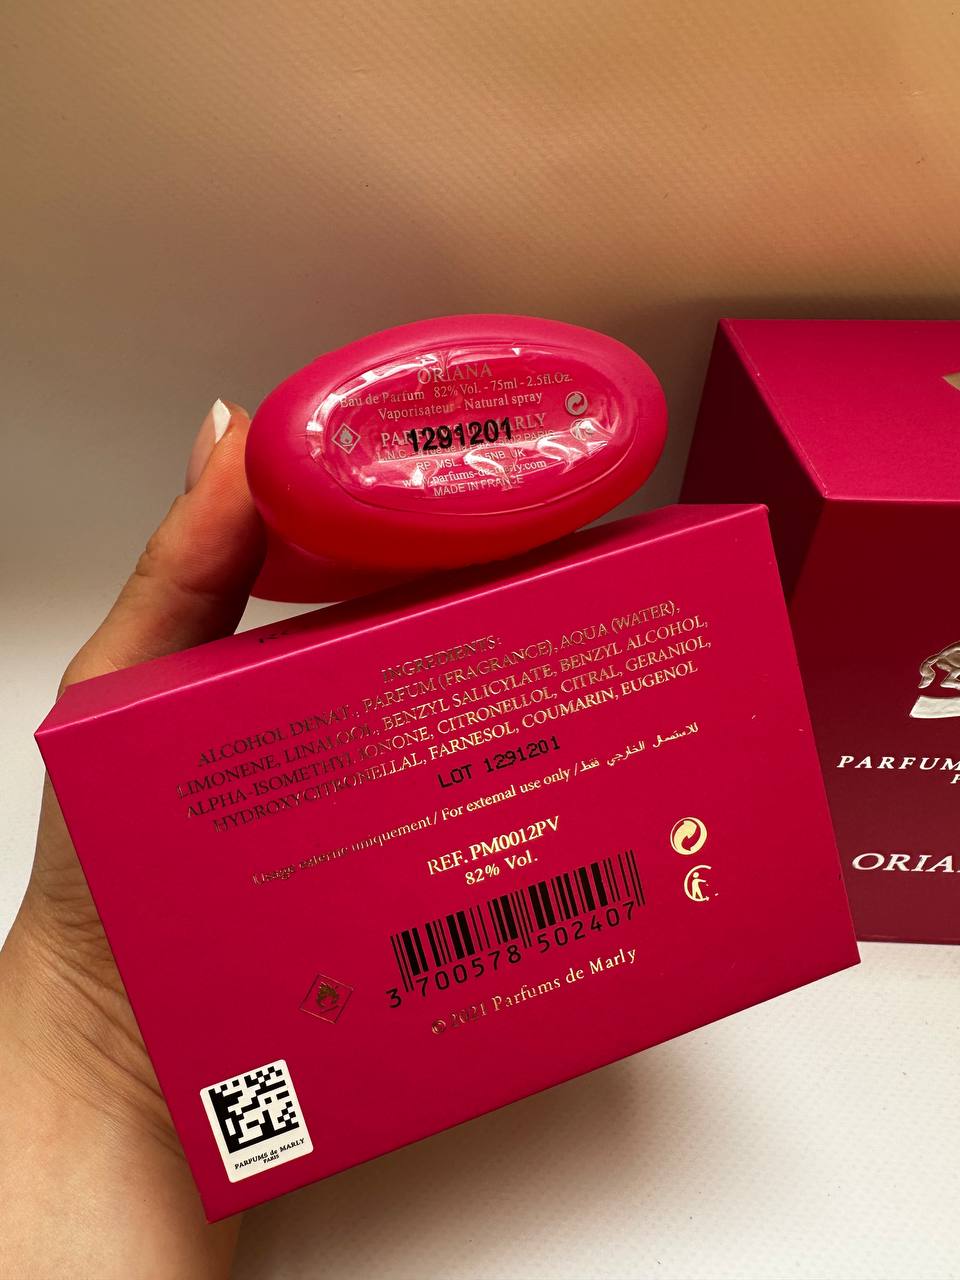 ORIANA
Eau de Parfum 82% Vol. - 75ml - 2.5fl.Oz.
Vaporisateur - Natural spray
1291201
www.parfums-de-marly.com
MADE IN FRANCE
INGREDIENTS:
ALCOHOL DENAT., PARFUM (FRAGRANCE), AQUA (WATER),
LIMONENE, LINALOOL, BENZYL SALICYLATE, BENZYL ALCOHOL,
ALPHA-ISOMETHYL IONONE, CITRONELLOL, CITRAL, GERANIOL,
HYDROXYCITRONELLAL, FARNESOL, COUMARIN, EUGENOL
LOT 1291201
Usage externe uniquement / For external use only / للاستعمال الخارجي فقط
REF. PM0012PV
82% Vol.
3 700578 502407
© 2021 Parfums de Marly
PARFUMS de MARLY
PARIS
PARFUM
P
ORIA